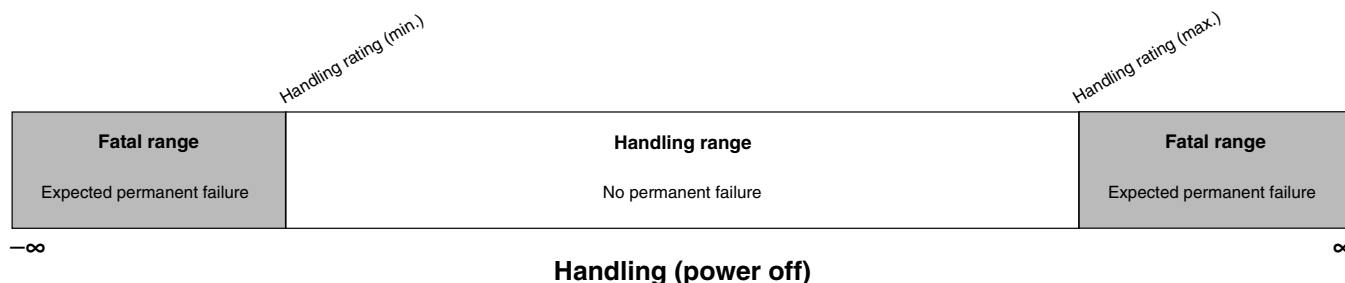 Handling rating (min.)
Handling rating (max.)
Fatal range
Handling range
Fatal range
Expected permanent failure
No permanent failure
Expected permanent failure
–∞
∞
Handling (power off)